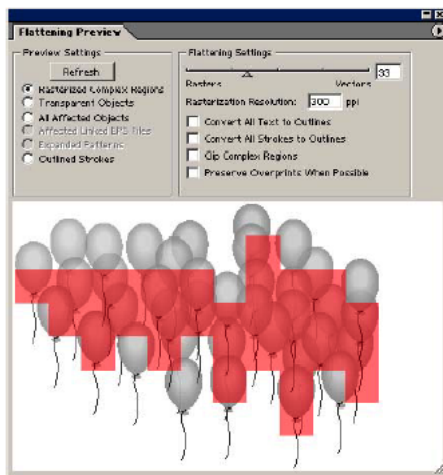 Flattening Preview
Preview Settings
Refresh
Rasterized Complex Regions
Transparent Objects
All Affected Objects
Affected Linked EPS Files
Expanded Patterns
Outlined Strokes
Flattening Settings
33
Rasters Vectors
Rasterization Resolution: 300 ppi
Convert All Text to Outlines
Convert All Strokes to Outlines
Clip Complex Regions
Preserve Overprints When Possible